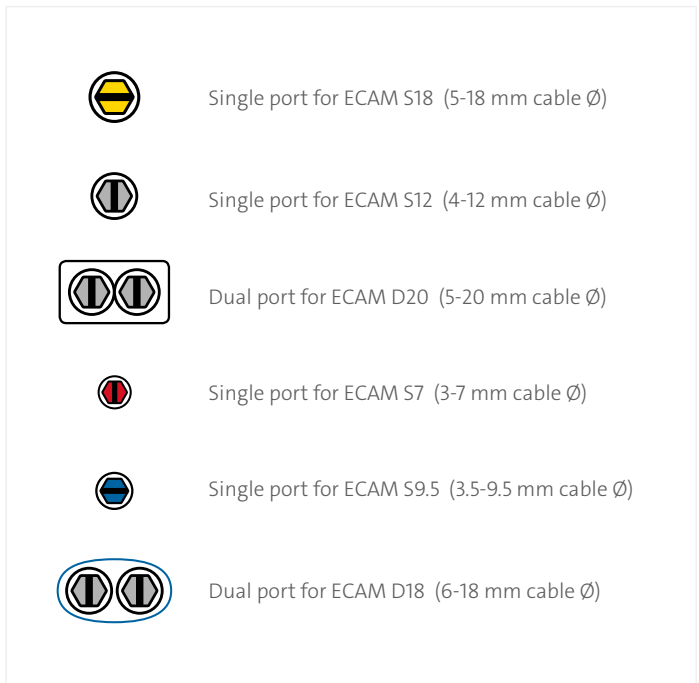 Single port for ECAM S18 (5-18 mm cable Ø)
Single port for ECAM S12 (4-12 mm cable Ø)
Dual port for ECAM D20 (5-20 mm cable Ø)
Single port for ECAM S7 (3-7 mm cable Ø)
Single port for ECAM S9.5 (3.5-9.5 mm cable Ø)
Dual port for ECAM D18 (6-18 mm cable Ø)